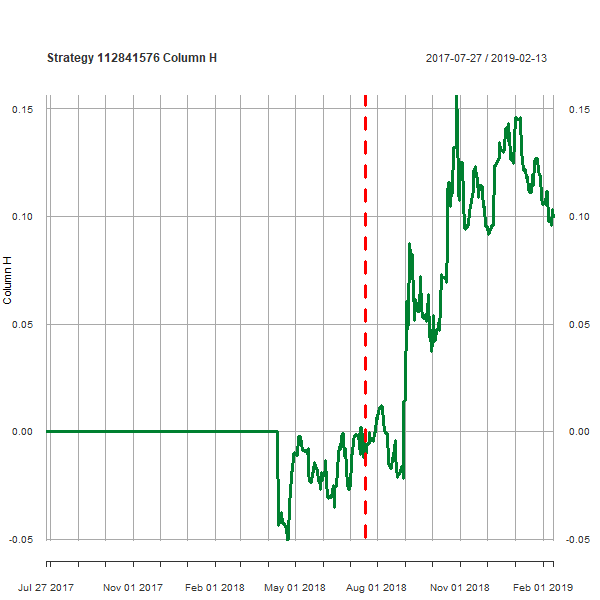 Strategy 112841576 Column H
2017-07-27 / 2019-02-13
0.15
0.15
0.10
0.10
Column H
0.05
0.05
0.00
0.00
-0.05
-0.05
Jul 27 2017
Nov 01 2017
Feb 01 2018
May 01 2018
Aug 01 2018
Nov 01 2018
Feb 01 2019